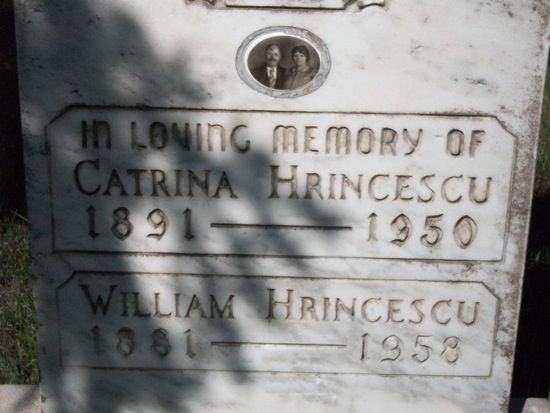 IN LOVING MEMORY OF
CATRINA HRINCESCU
1891 — 1950
WILLIAM HRINCESCU
1881 — 1958